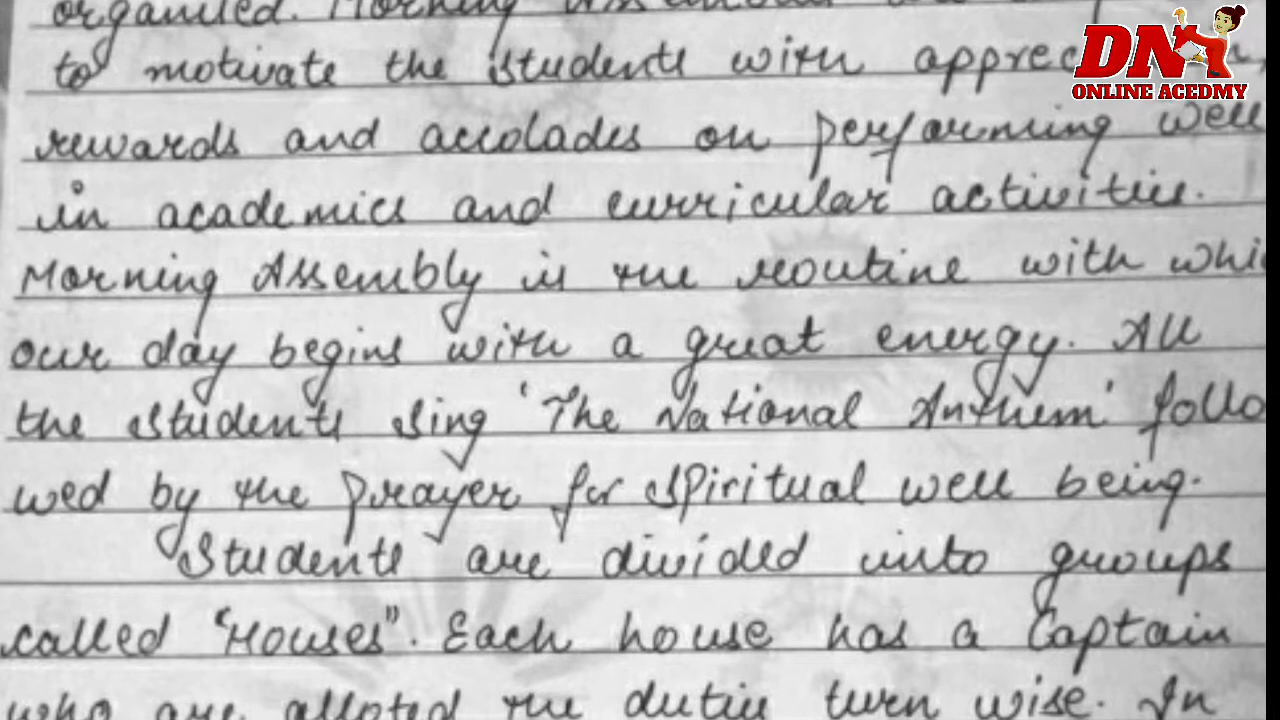 organised. Morning
to motivate the students with
rewards and accolades on performing well
in academics and curricular activities.
Morning Assembly is the routine with whi
our day begins with a great energy. All
the students sing 'The National Anthem' follo
wed by the prayer for spiritual well being.
Students are divided into groups
called "Houses". Each house has a Captain
who are alloted the duties turn wise. In
DN
ONLINE ACEDMY